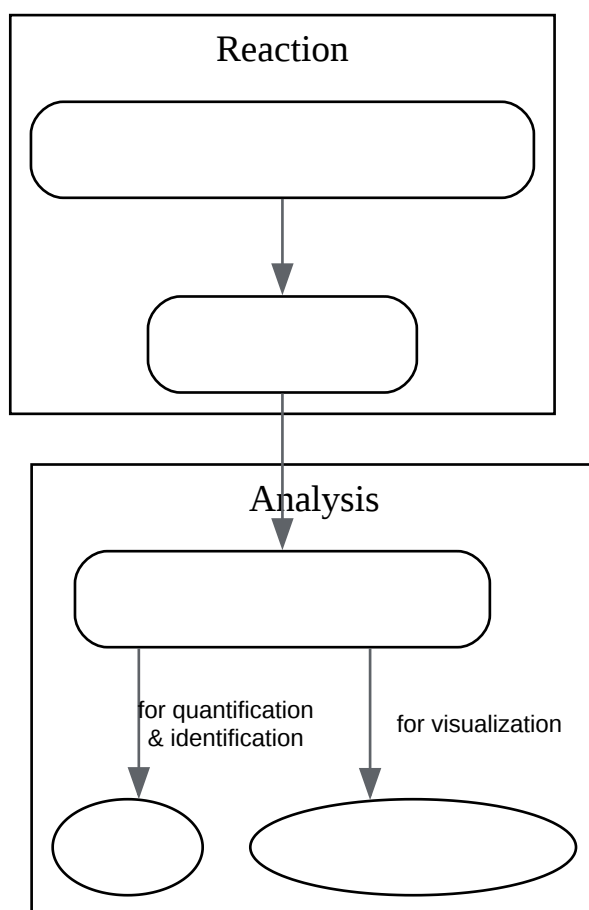 Reaction
Analysis
for quantification
& identification
for visualization